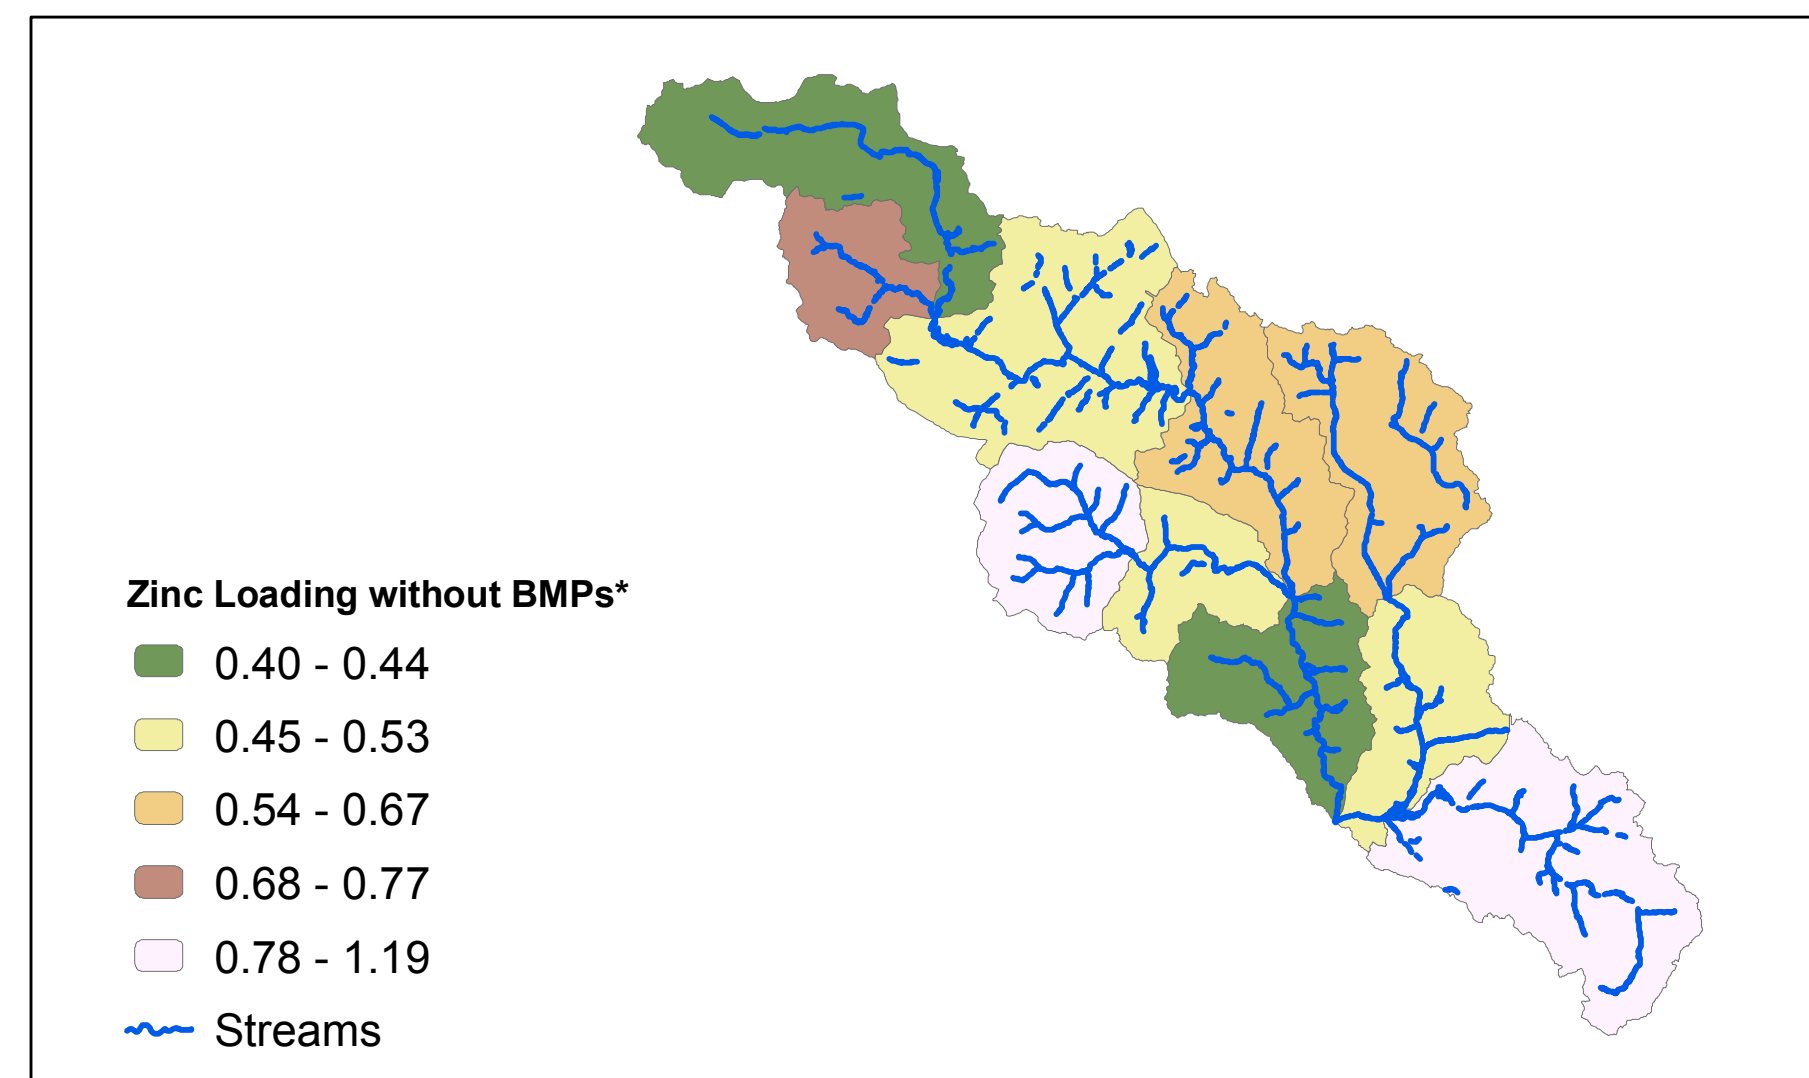 Zinc Loading without BMPs*
0.40 - 0.44
0.45 - 0.53
0.54 - 0.67
0.68 - 0.77
0.78 - 1.19
Streams